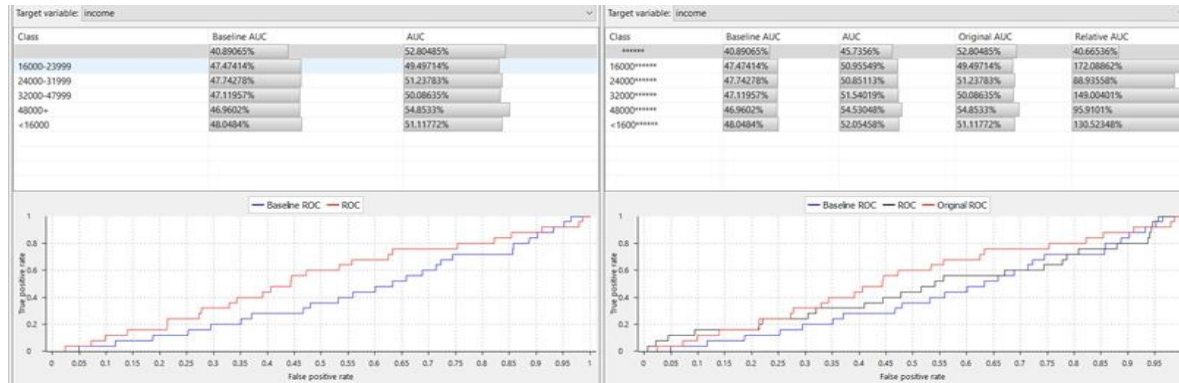 Target variable: income
Class Baseline AUC AUC
40.89065% 52.80485%
16000-23999 47.47414% 49.49714%
24000-31999 47.74278% 51.23783%
32000-47999 47.11957% 50.08635%
48000+ 46.9602% 54.8533%
<16000 48.0484% 51.11772%
Baseline ROC ROC
1
0.8
0.6
0.4
0.2
0
True positive rate
0 0.05 0.1 0.15 0.2 0.25 0.3 0.35 0.4 0.45 0.5 0.55 0.6 0.65 0.7 0.75 0.8 0.85 0.9 0.95 1
False positive rate
Target variable: income
Class Baseline AUC AUC Original AUC Relative AUC
****** 40.89065% 45.7356% 52.80485% 40.66536%
16000****** 47.47414% 50.95549% 49.49714% 172.08862%
24000****** 47.74278% 50.85113% 51.23783% 88.93558%
32000****** 47.11957% 51.54019% 50.08635% 149.00401%
48000****** 46.9602% 54.53048% 54.8533% 95.9101%
<1600****** 48.0484% 52.05458% 51.11772% 130.52348%
Baseline ROC ROC Original ROC
1
0.8
0.6
0.4
0.2
0
True positive rate
0 0.05 0.1 0.15 0.2 0.25 0.3 0.35 0.4 0.45 0.5 0.55 0.6 0.65 0.7 0.75 0.8 0.85 0.9 0.95
False positive rate